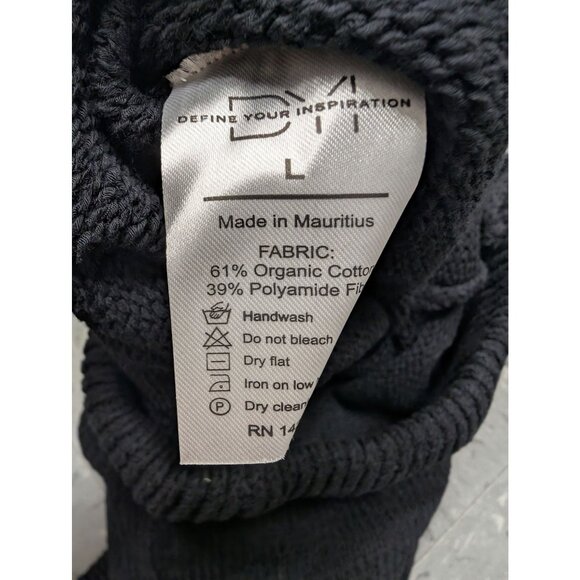 DYI
DEFINE YOUR INSPIRATION
L
Made in Mauritius
FABRIC:
61% Organic Cotto
39% Polyamide Fib
Handwash
Do not bleach
Dry flat
Iron on low
Dry clean
P
RN 14